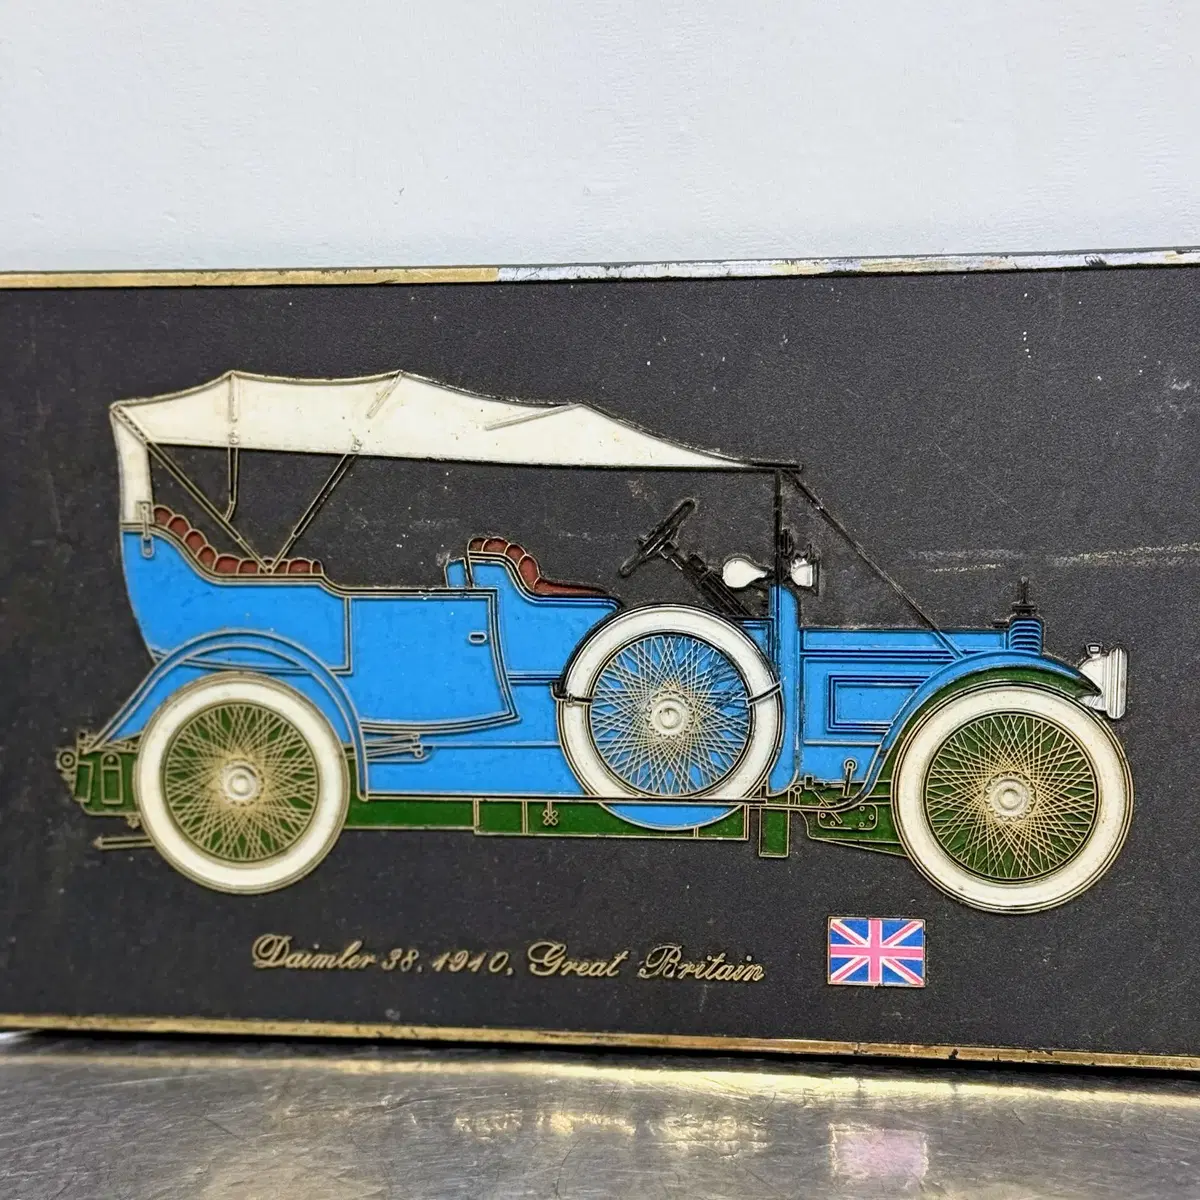 Daimler 38, 1910, Great Britain